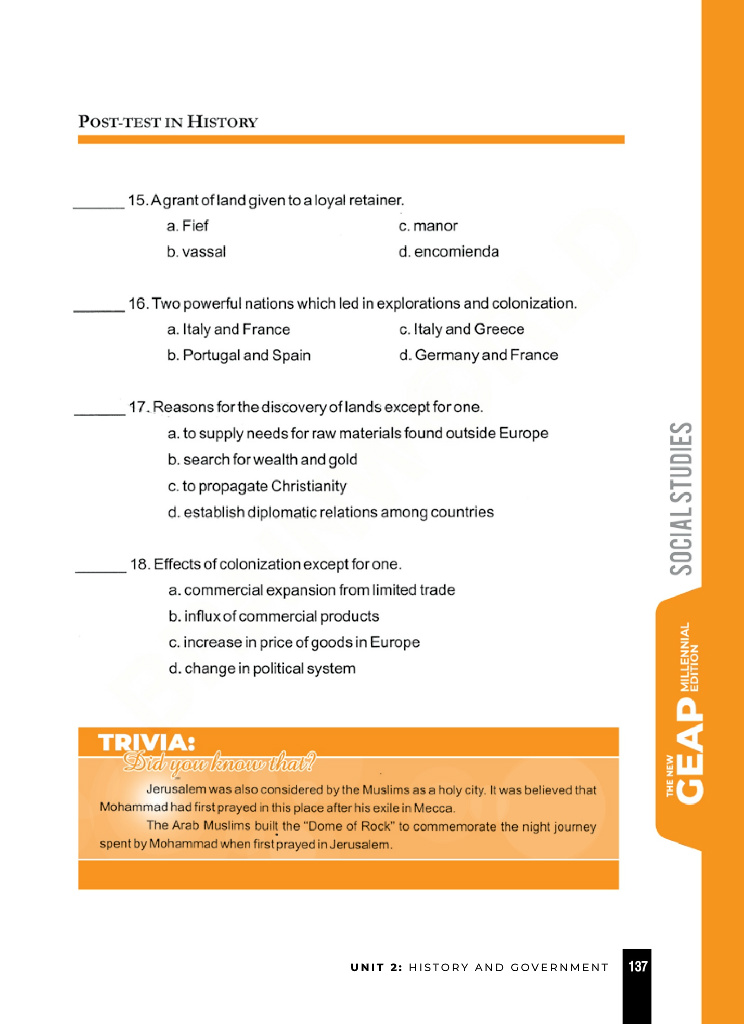 POST-TEST IN HISTORY
______ 15. A grant of land given to a loyal retainer.
a. Fief c. manor
b. vassal d. encomienda
______ 16. Two powerful nations which led in explorations and colonization.
a. Italy and France c. Italy and Greece
b. Portugal and Spain d. Germany and France
______ 17. Reasons for the discovery of lands except for one.
a. to supply needs for raw materials found outside Europe
b. search for wealth and gold
c. to propagate Christianity
d. establish diplomatic relations among countries
______ 18. Effects of colonization except for one.
a. commercial expansion from limited trade
b. influx of commercial products
c. increase in price of goods in Europe
d. change in political system
TRIVIA:
Did you know that?
Jerusalem was also considered by the Muslims as a holy city. It was believed that
Mohammad had first prayed in this place after his exile in Mecca.
The Arab Muslims built the "Dome of Rock" to commemorate the night journey
spent by Mohammad when first prayed in Jerusalem.
SOCIAL STUDIES
THE NEW
GEAP
MILLENNIAL
EDITION
UNIT 2: HISTORY AND GOVERNMENT 137